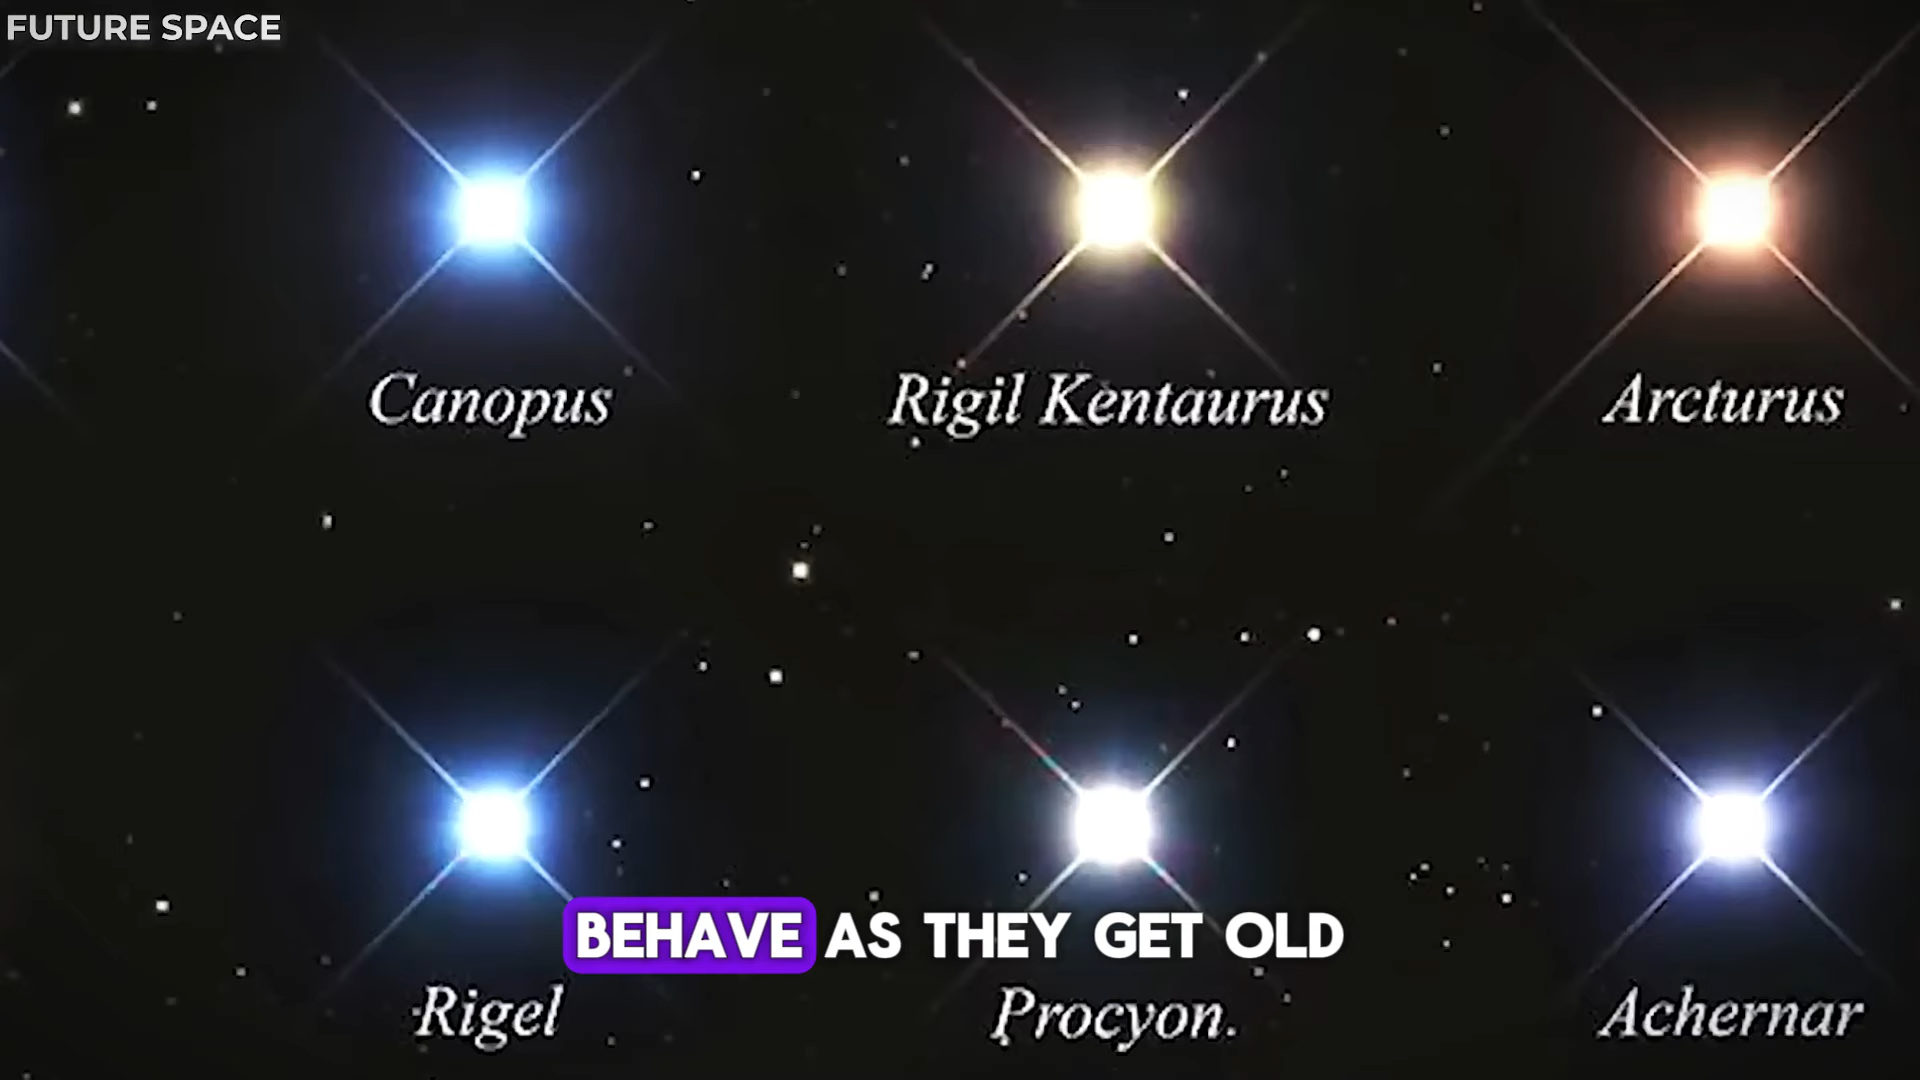 FUTURE SPACE
Canopus
Rigil Kentaurus
Arcturus
BEHAVE AS THEY GET OLD
Rigel
Procyon
Achernar